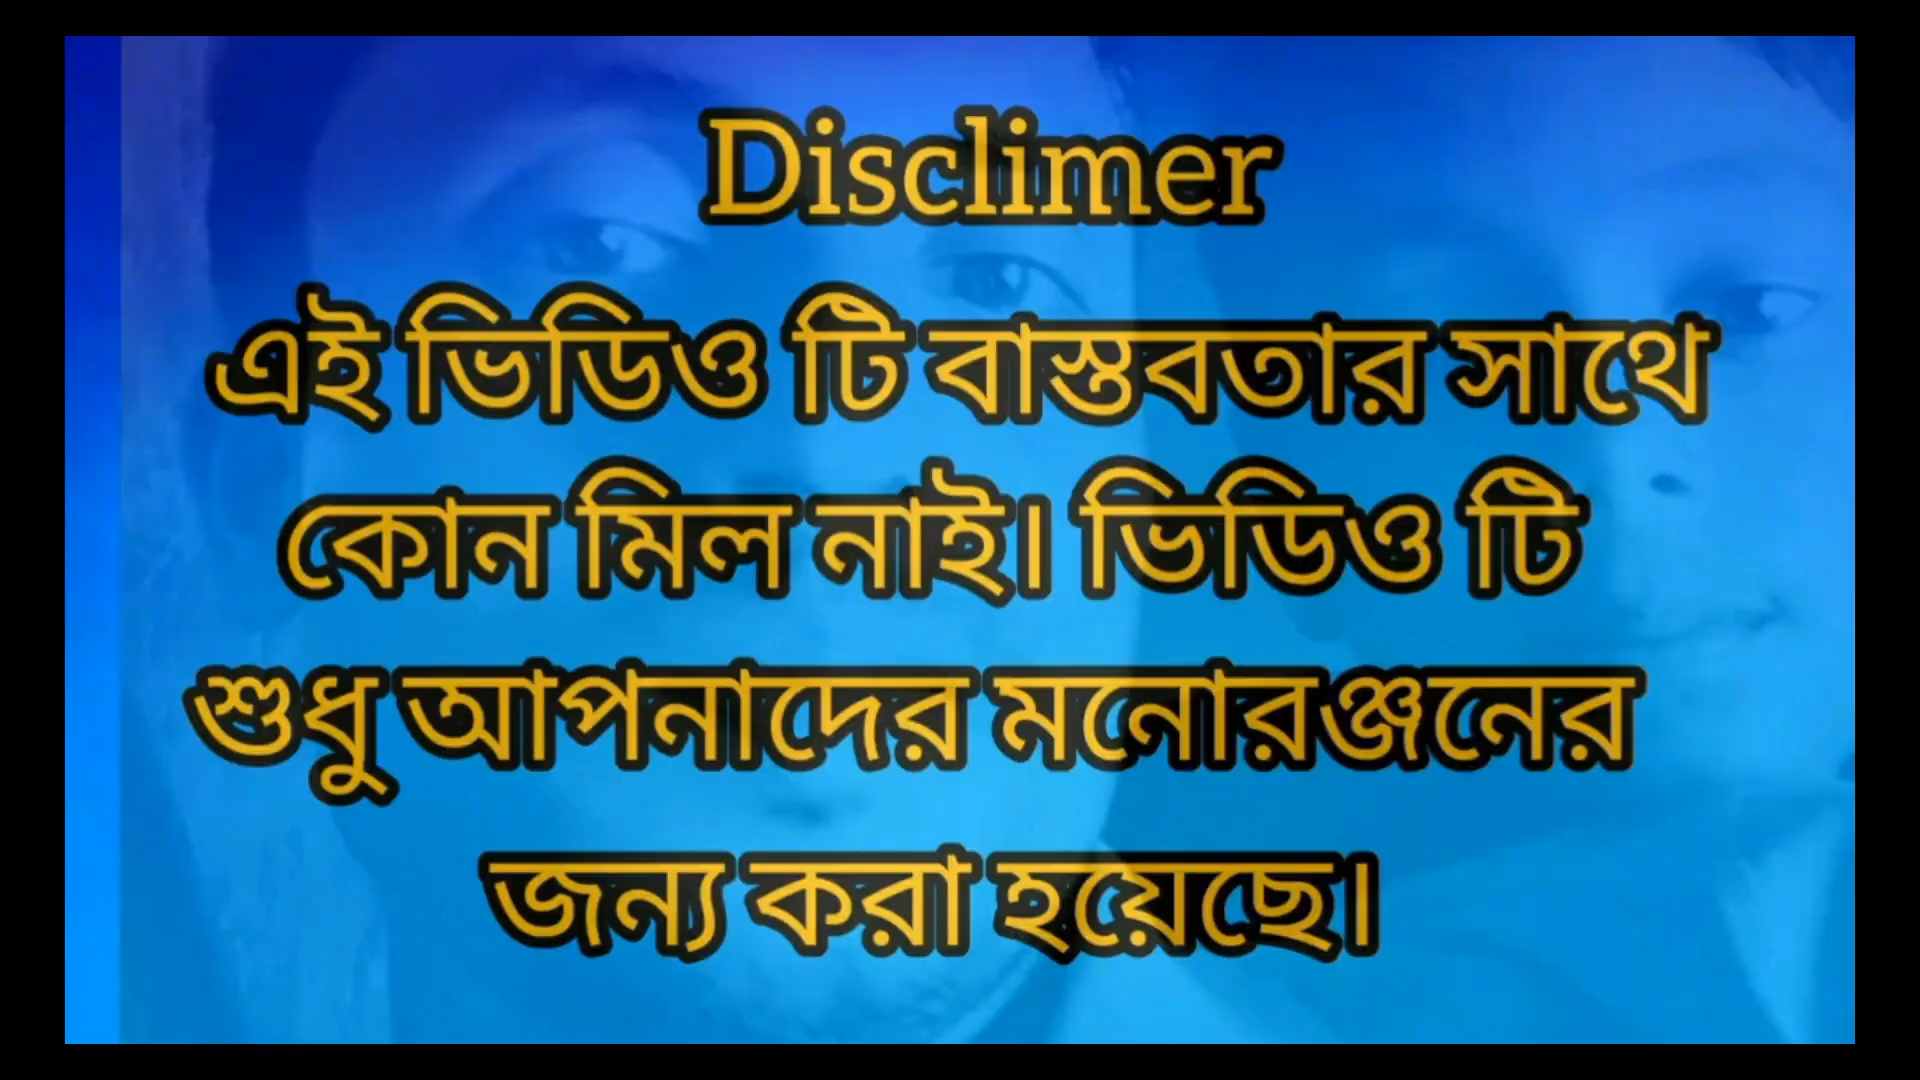 Disclimer
এই ভিডিও টি বাস্তবতার সাথে
কোন মিল নাই। ভিডিও টি
শুধু আপনাদের মনোরঞ্জনের
জন্য করা হয়েছে।